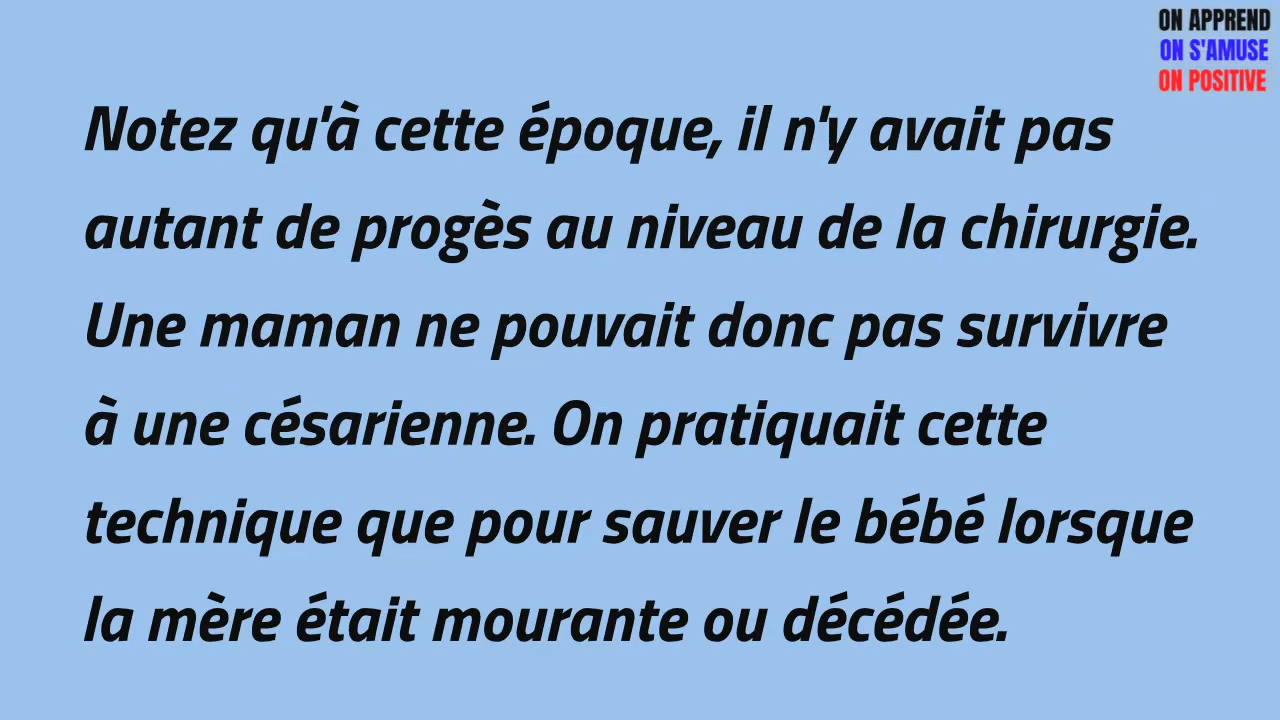 ON APPREND
ON S'AMUSE
ON POSITIVE
Notez qu'à cette époque, il n'y avait pas
autant de progès au niveau de la chirurgie.
Une maman ne pouvait donc pas survivre
à une césarienne. On pratiquait cette
technique que pour sauver le bébé lorsque
la mère était mourante ou décédée.